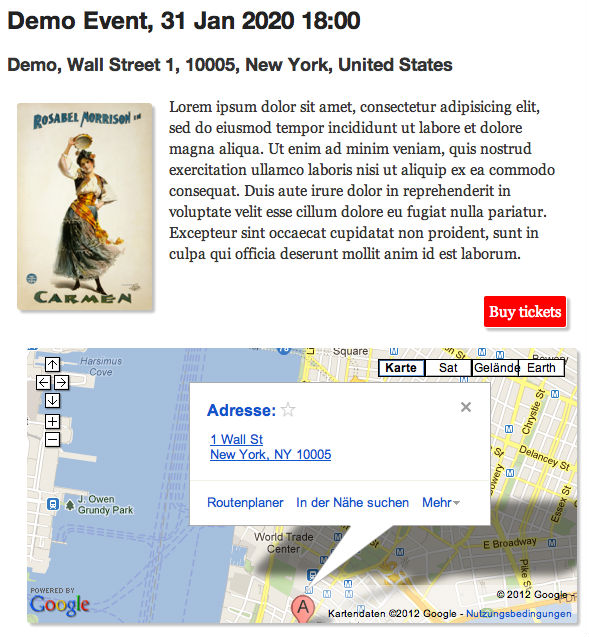 Demo Event, 31 Jan 2020 18:00
Demo, Wall Street 1, 10005, New York, United States
ROSABEL MORRISON IN
CARMEN
Lorem ipsum dolor sit amet, consectetur adipisicing elit,
sed do eiusmod tempor incididunt ut labore et dolore
magna aliqua. Ut enim ad minim veniam, quis nostrud
exercitation ullamco laboris nisi ut aliquip ex ea commodo
consequat. Duis aute irure dolor in reprehenderit in
voluptate velit esse cillum dolore eu fugiat nulla pariatur.
Excepteur sint occaecat cupidatat non proident, sunt in
culpa qui officia deserunt mollit anim id est laborum.
Buy tickets
Harsimus
Cove
78
Square
Bowery
Karte Sat Gelände Earth
Adresse:
1 Wall St
New York, NY 10005
Routenplaner In der Nähe suchen Mehr
Chrystie St
Delancey St
Essex St
J. Owen
Grundy Park
World Trade
Center
E Broadway
Pike St
A
POWERED BY
Google
© 2012 Google -
Kartendaten ©2012 Google - Nutzungsbedingungen